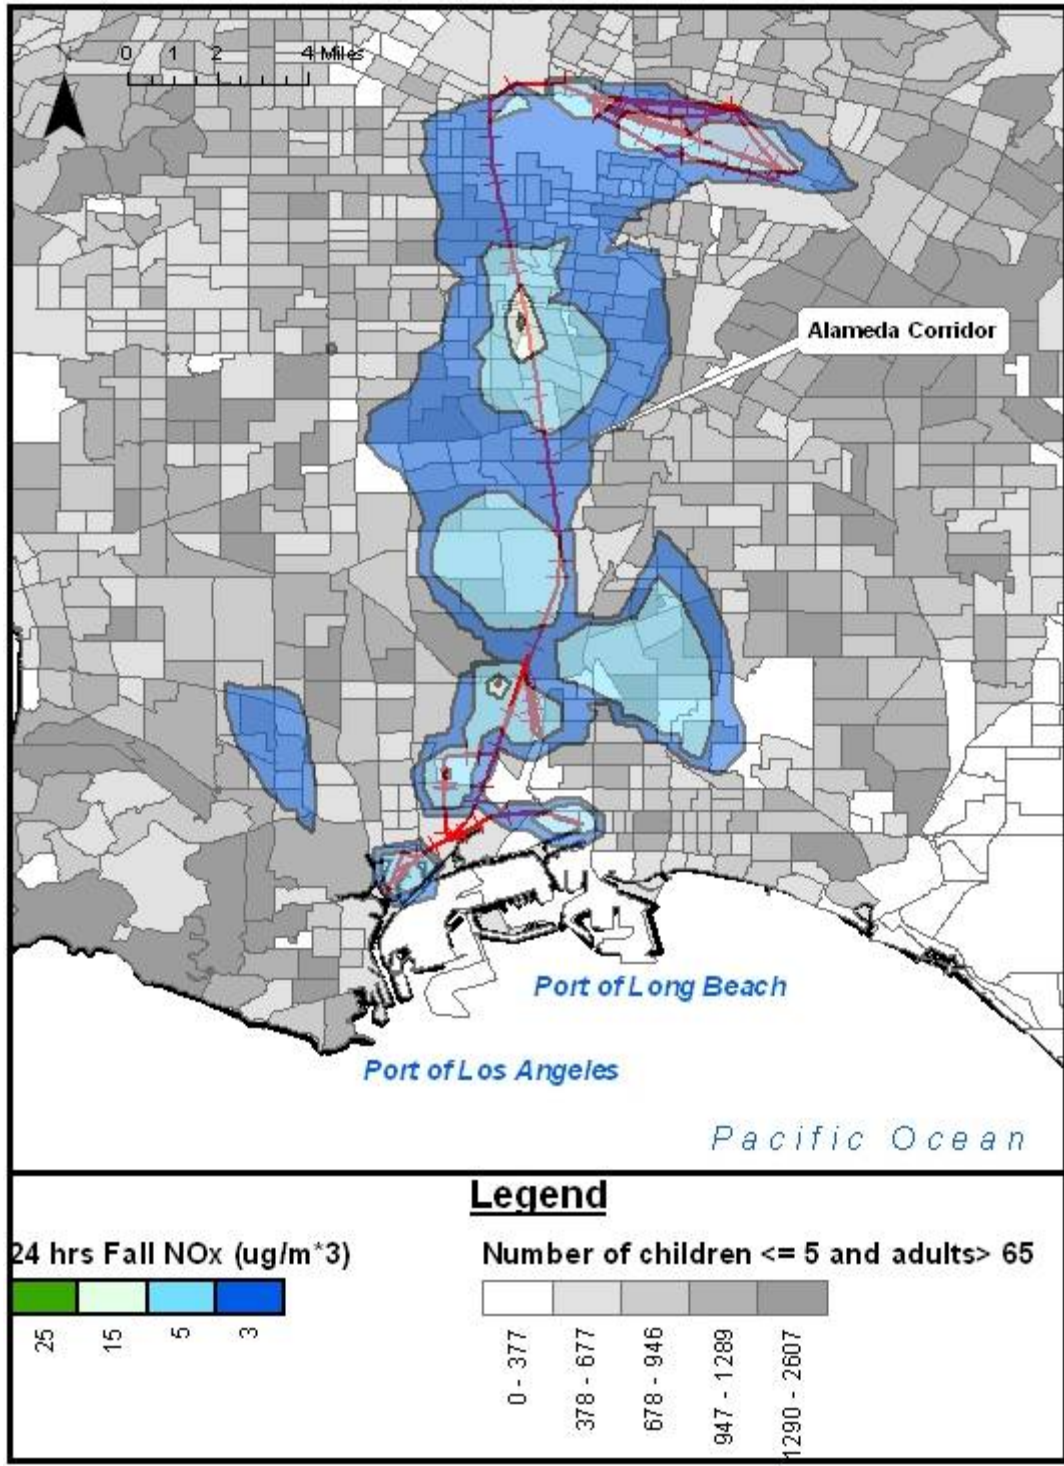 0 1 2 4 Miles
Alameda Corridor
Port of Long Beach
Port of Los Angeles
Pacific Ocean
Legend
24 hrs Fall NOx (ug/m*3)
25
15
5
3
Number of children <= 5 and adults> 65
0 - 377
378 - 677
678 - 946
947 - 1289
1290 - 2607